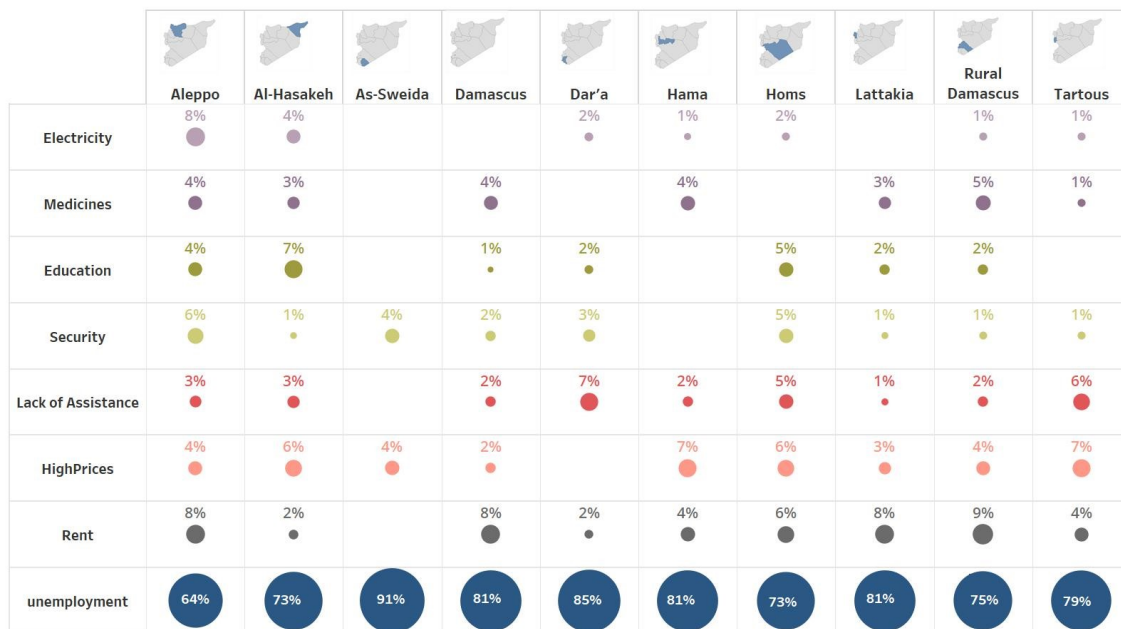 Aleppo Al-Hasakeh As-Sweida Damascus Dar'a Hama Homs Lattakia Rural Damascus Tartous
8% 4% 2% 1% 2% 1% 1%
Electricity
4% 3% 4% 4% 3% 5% 1%
Medicines
4% 7% 1% 2% 5% 2% 2%
Education
6% 1% 4% 2% 3% 5% 1% 1% 1%
Security
3% 3% 2% 7% 2% 5% 1% 2% 6%
Lack of Assistance
4% 6% 4% 2% 7% 6% 3% 4% 7%
HighPrices
8% 2% 8% 2% 4% 6% 8% 9% 4%
Rent
unemployment 64% 73% 91% 81% 85% 81% 73% 81% 75% 79%